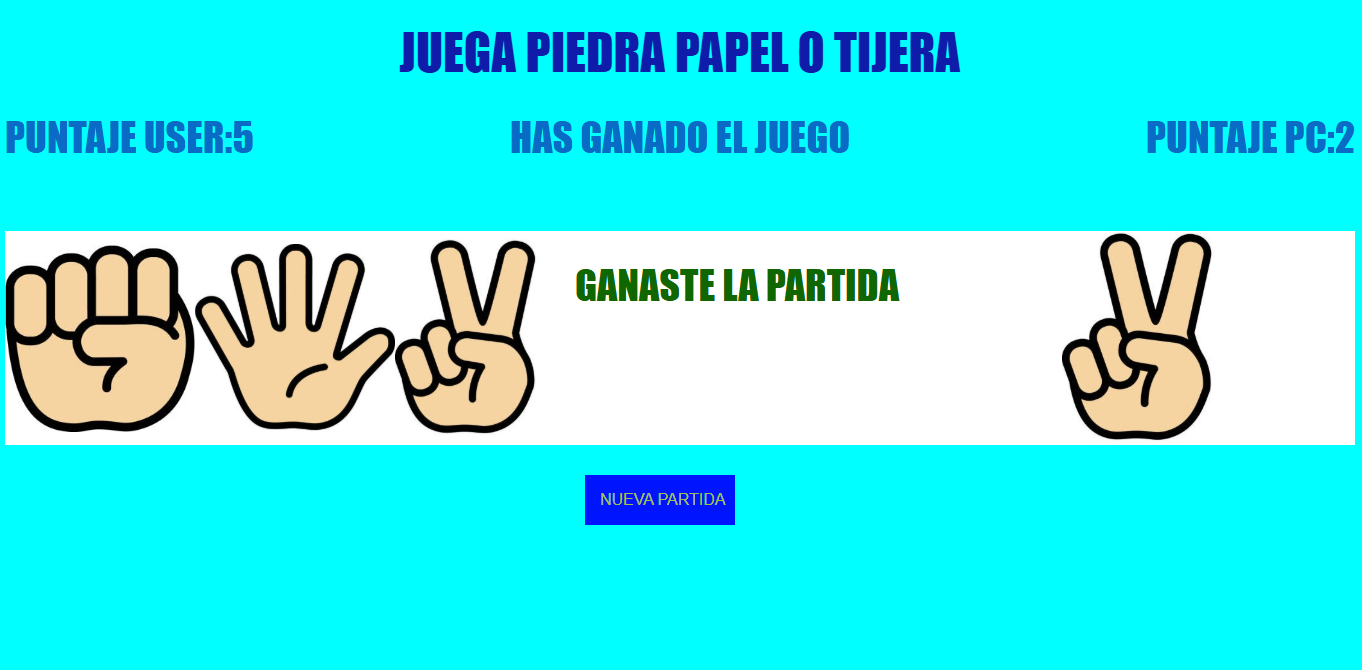 JUEGA PIEDRA PAPEL O TIJERA
PUNTAJE USER:5
HAS GANADO EL JUEGO
PUNTAJE PC:2
GANASTE LA PARTIDA
NUEVA PARTIDA